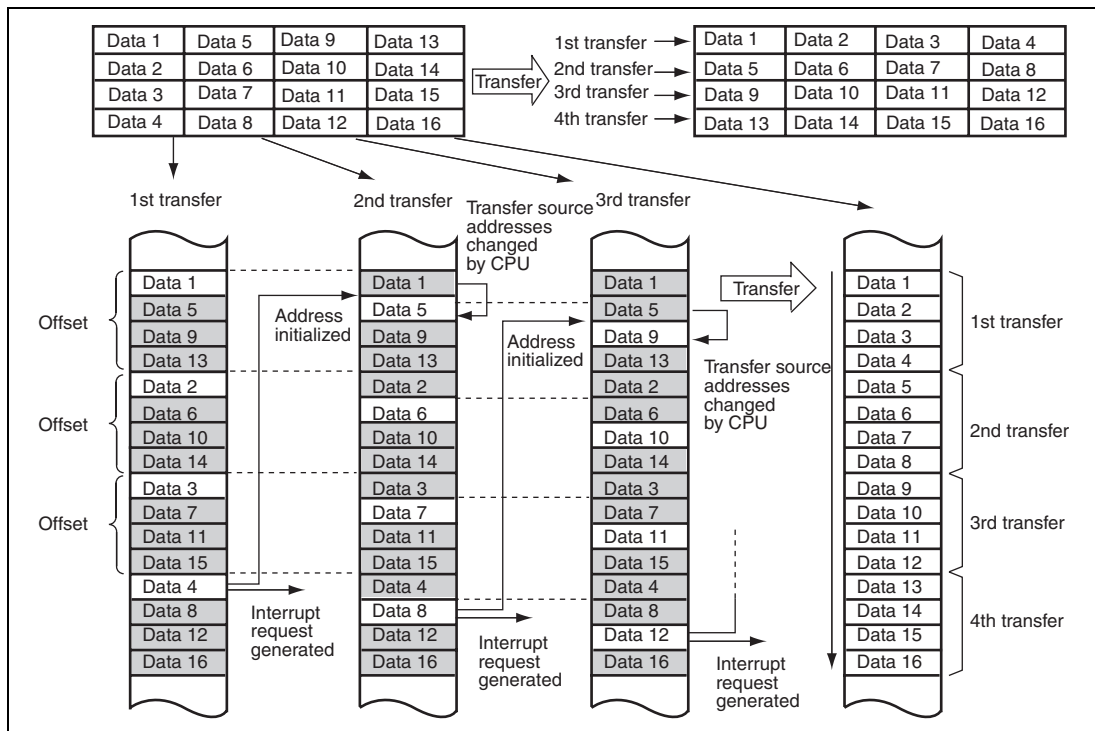 Data 1 Data 5 Data 9 Data 13
Data 2 Data 6 Data 10 Data 14
Data 3 Data 7 Data 11 Data 15
Data 4 Data 8 Data 12 Data 16
Transfer
1st transfer
2nd transfer
3rd transfer
4th transfer
Data 1 Data 2 Data 3 Data 4
Data 5 Data 6 Data 7 Data 8
Data 9 Data 10 Data 11 Data 12
Data 13 Data 14 Data 15 Data 16
1st transfer
Offset
Offset
Offset
Data 1
Data 5
Data 9
Data 13
Data 2
Data 6
Data 10
Data 14
Data 3
Data 7
Data 11
Data 15
Data 4
Data 8
Data 12
Data 16
Address
initialized
Interrupt
request
generated
2nd transfer
Data 1
Data 5
Data 9
Data 13
Data 2
Data 6
Data 10
Data 14
Data 3
Data 7
Data 11
Data 15
Data 4
Data 8
Data 12
Data 16
Transfer source
addresses
changed
by CPU
Address
initialized
Interrupt
request
generated
3rd transfer
Data 1
Data 5
Data 9
Data 13
Data 2
Data 6
Data 10
Data 14
Data 3
Data 7
Data 11
Data 15
Data 4
Data 8
Data 12
Data 16
Transfer
Transfer source
addresses
changed
by CPU
Interrupt
request
generated
Data 1
Data 2
Data 3
Data 4
Data 5
Data 6
Data 7
Data 8
Data 9
Data 10
Data 11
Data 12
Data 13
Data 14
Data 15
Data 16
1st transfer
2nd transfer
3rd transfer
4th transfer